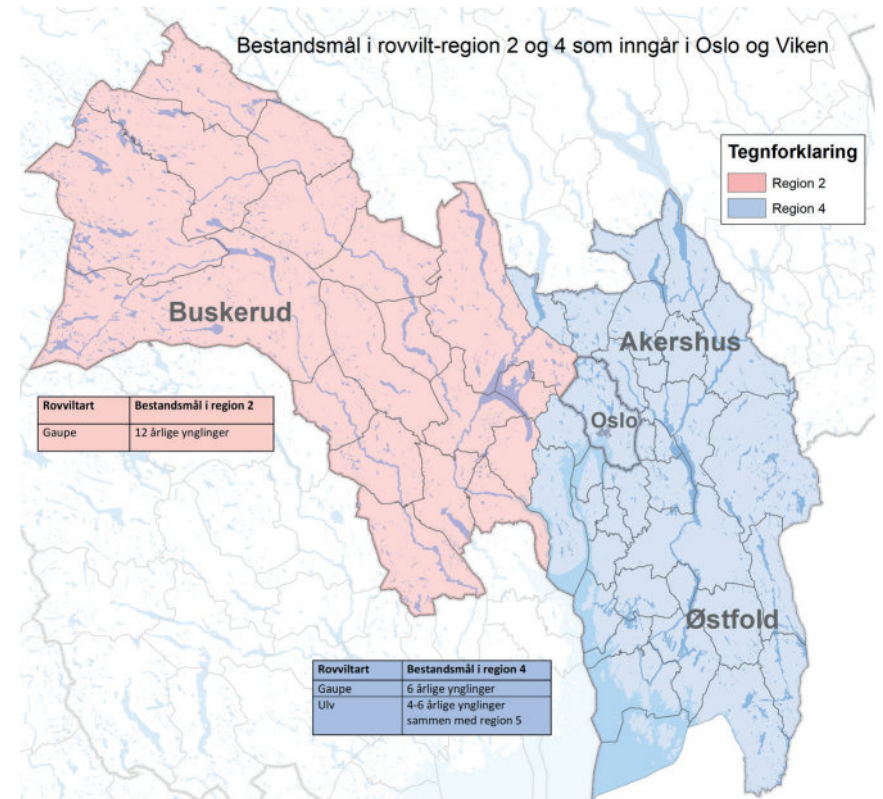 Bestandsmål i rovvilt-region 2 og 4 som inngår i Oslo og Viken
Tegnforklaring
Region 2
Region 4
Buskerud
Akershus
Oslo
Østfold
Rovviltart Bestandsmål i region 2
Gaupe 12 årlige ynglinger
Rovviltart Bestandsmål i region 4
Gaupe 6 årlige ynglinger
Ulv 4-6 årlige ynglinger
sammen med region 5